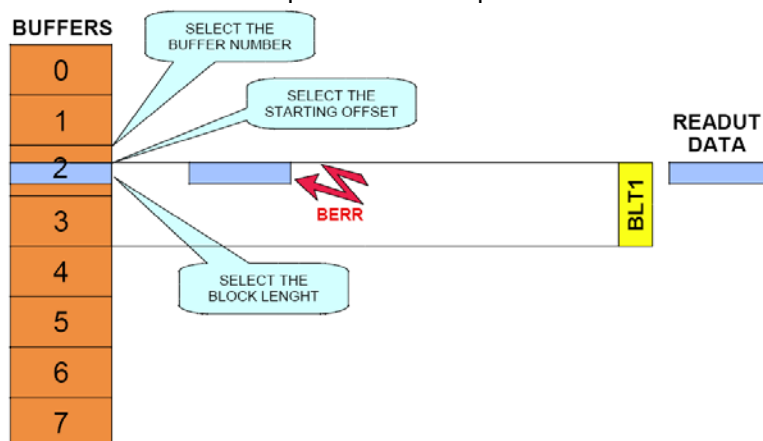 BUFFERS
SELECT THE
BUFFER NUMBER
0
1
SELECT THE
STARTING OFFSET
READUT
DATA
2
BERR
BLT1
3
4
SELECT THE
BLOCK LENGHT
5
6
7